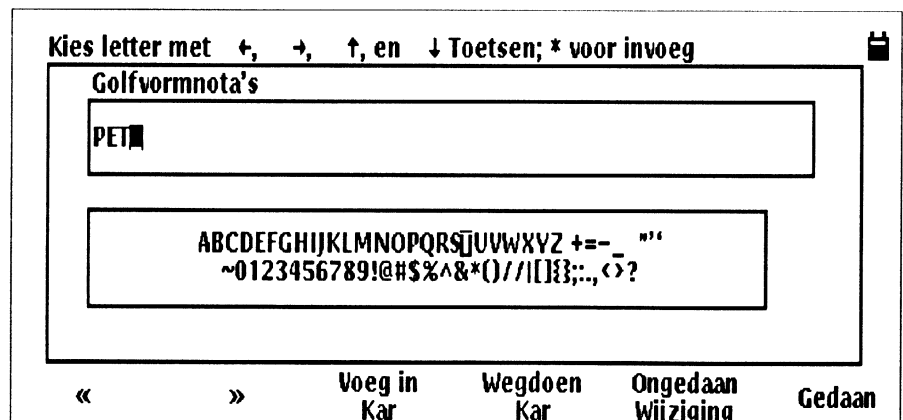 Kies letter met ←, →, ↑, en ↓ Toetsen; * voor invoeg
Golfvormnota's
PET
ABCDEFGHIJKLMNOPQRSTUVWXYZ +=-_ "'‘
~0123456789!@#$%^&*()//|[]{};:.,<>?
« » Voeg in Kar Wegdoen Kar Ongedaan Wijziging Gedaan